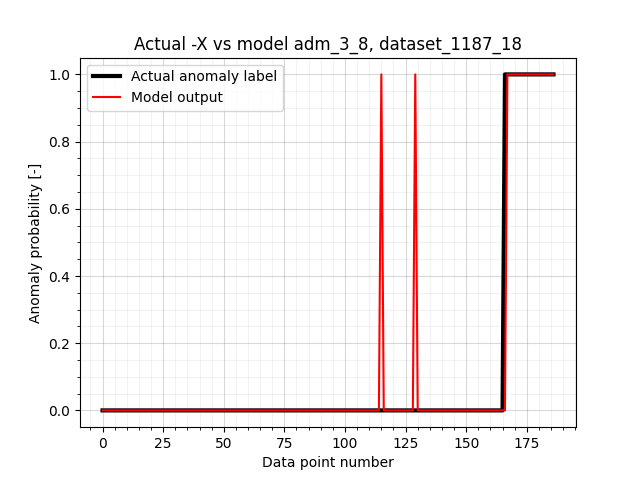 Actual -X vs model adm_3_8, dataset_1187_18
Actual anomaly label
Model output
1.0
0.8
0.6
0.4
0.2
0.0
Anomaly probability [-]
0 25 50 75 100 125 150 175
Data point number